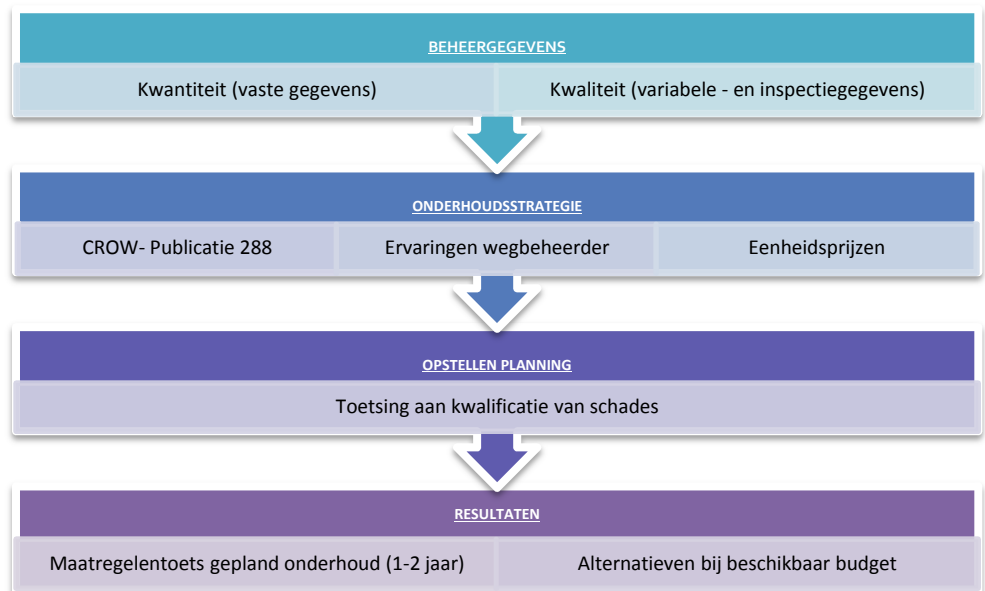 BEHEERGEGEVENS
Kwantiteit (vaste gegevens)
Kwaliteit (variabele - en inspectiegegevens)
ONDERHOUDSSTRATEGIE
CROW- Publicatie 288
Ervaringen wegbeheerder
Eenheidsprijzen
OPSTELLEN PLANNING
Toetsing aan kwalificatie van schades
RESULTATEN
Maatregelentoets gepland onderhoud (1-2 jaar)
Alternatieven bij beschikbaar budget